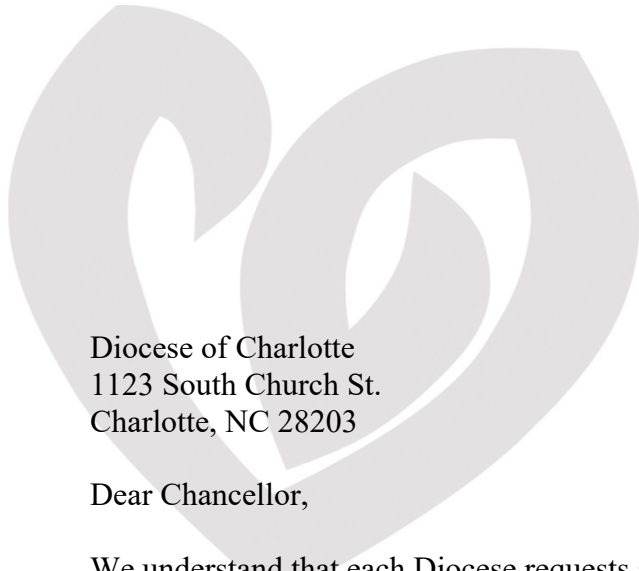 Diocese of Charlotte
1123 South Church St.
Charlotte, NC 28203
Dear Chancellor,
We understand that each Diocese requests